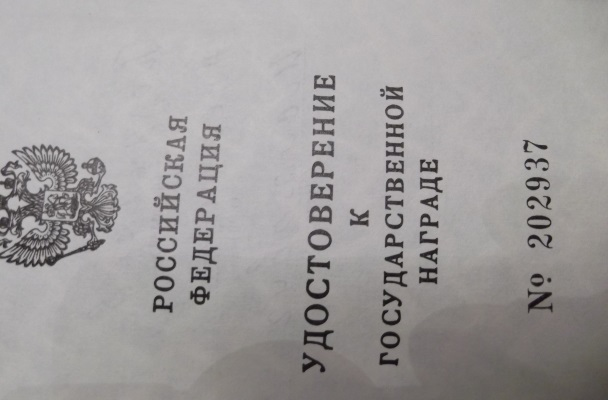 РОССИЙСКАЯ
ФЕДЕРАЦИЯ
УДОСТОВЕРЕНИЕ
К
ГОСУДАРСТВЕННОЙ
НАГРАДЕ
№ 202937